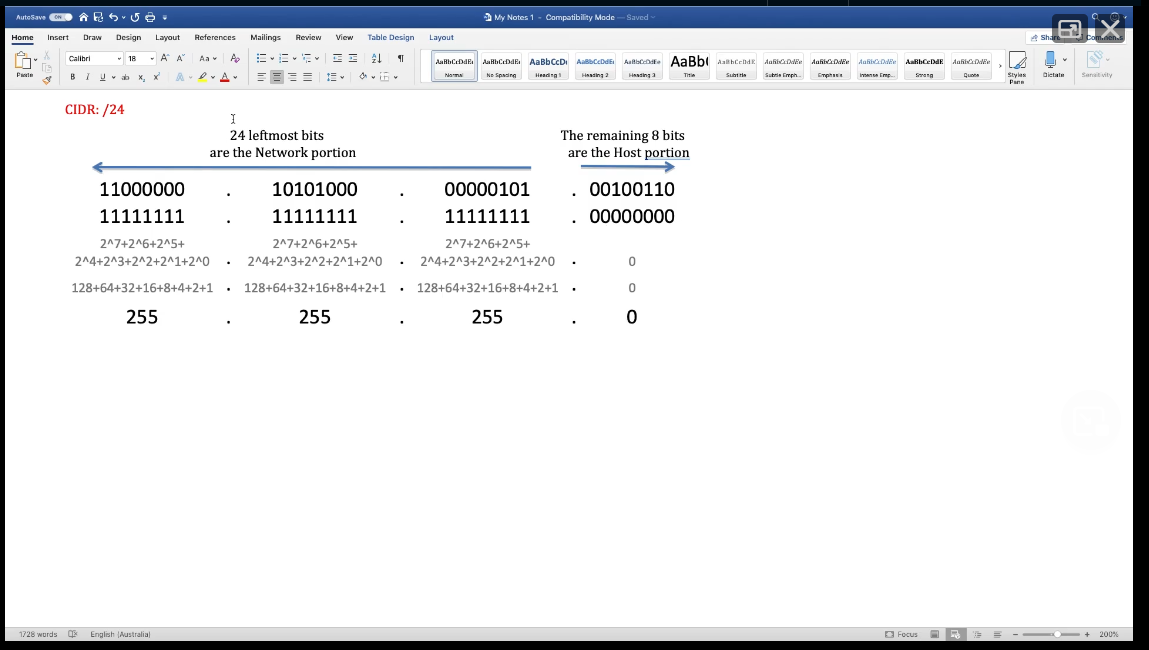 AutoSave ON My Notes 1 - Compatibility Mode — Saved
Home Insert Draw Design Layout References Mailings Review View Table Design Layout Share Comments
Paste Calibri 18 Aa
AaBbCcDdEe AaBbCcDdEe AaBbCcDc AaBbCcDdEe AaBbCcDdEe AaBb( AaBbCcDdE AaBbCcDdEe AaBbCcDdEe AaBbCcDdEe AaBbCcDdE AaBbCcDdEe
Normal No Spacing Heading 1 Heading 2 Heading 3 Title Subtitle Subtle Emph... Emphasis Intense Emp... Strong Quote
Styles Pane Dictate Sensitivity
CIDR: /24
24 leftmost bits
are the Network portion
The remaining 8 bits
are the Host portion
11000000 . 10101000 . 00000101 . 00100110
11111111 . 11111111 . 11111111 . 00000000
2^7+2^6+2^5+ 2^7+2^6+2^5+ 2^7+2^6+2^5+
2^4+2^3+2^2+2^1+2^0 . 2^4+2^3+2^2+2^1+2^0 . 2^4+2^3+2^2+2^1+2^0 . 0
128+64+32+16+8+4+2+1 . 128+64+32+16+8+4+2+1 . 128+64+32+16+8+4+2+1 . 0
255 . 255 . 255 . 0
1728 words English (Australia) Focus 200%